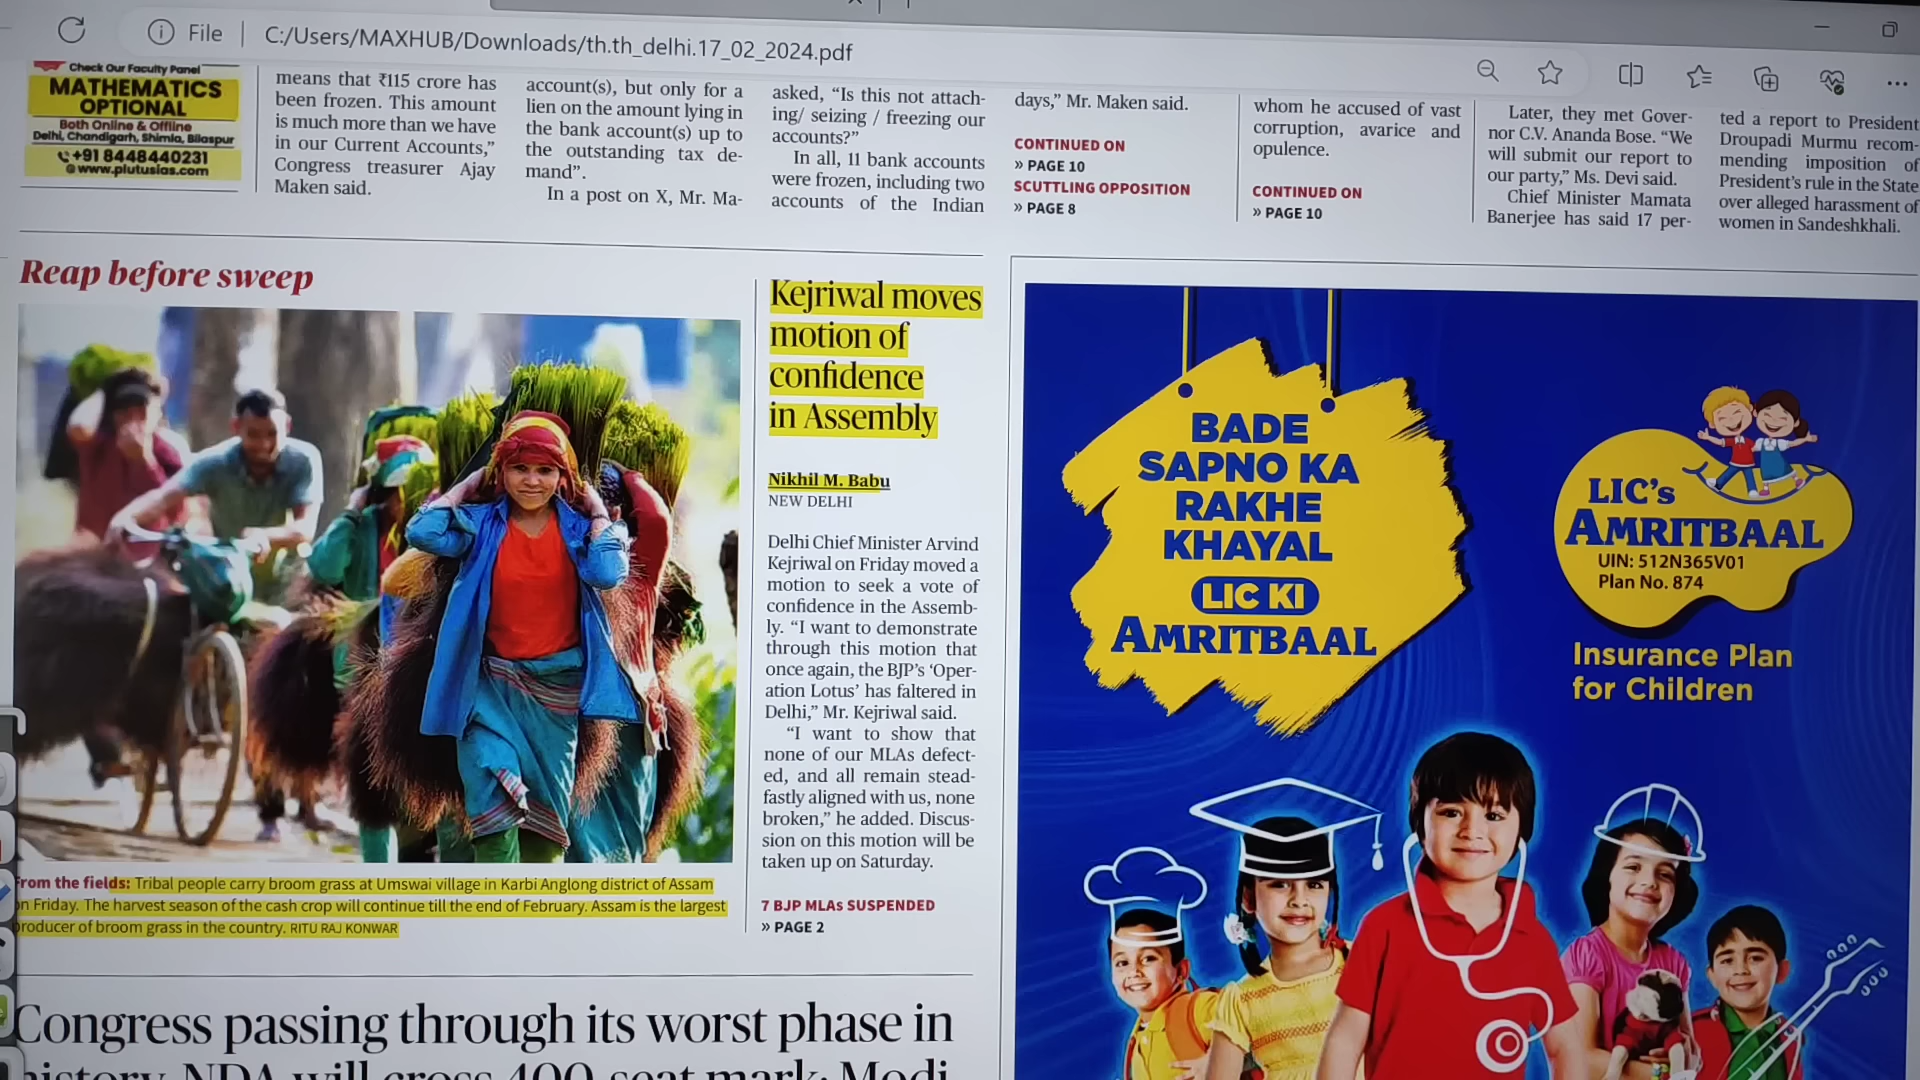 File
C:/Users/MAXHUB/Downloads/th.th_delhi.17_02_2024.pdf
Check Our Faculty Panel
MATHEMATICS
OPTIONAL
Both Online & Offline
Delhi, Chandigarh, Shimla, Bilaspur
+91 8448440231
www.plutusias.com
means that ₹115 crore has
been frozen. This amount
is much more than we have
in our Current Accounts,”
Congress treasurer Ajay
Maken said.
account(s), but only for a
lien on the amount lying in
the bank account(s) up to
the outstanding tax de-
mand”.
In a post on X, Mr. Ma-
asked, “Is this not attach-
ing/ seizing / freezing our
accounts?”
In all, 11 bank accounts
were frozen, including two
accounts of the Indian
days,” Mr. Maken said.
CONTINUED ON
» PAGE 10
SCUTTLING OPPOSITION
» PAGE 8
whom he accused of vast
corruption, avarice and
opulence.
CONTINUED ON
» PAGE 10
Later, they met Gover-
nor C.V. Ananda Bose. “We
will submit our report to
our party,” Ms. Devi said.
Chief Minister Mamata
Banerjee has said 17 per-
ted a report to President
Droupadi Murmu recom-
mending imposition of
President’s rule in the State
over alleged harassment of
women in Sandeshkhali.
Reap before sweep
From the fields: Tribal people carry broom grass at Umswai village in Karbi Anglong district of Assam
on Friday. The harvest season of the cash crop will continue till the end of February. Assam is the largest
producer of broom grass in the country. RITU RAJ KONWAR
Kejriwal moves
motion of
confidence
in Assembly
Nikhil M. Babu
NEW DELHI
Delhi Chief Minister Arvind
Kejriwal on Friday moved a
motion to seek a vote of
confidence in the Assemb-
ly. “I want to demonstrate
through this motion that
once again, the BJP’s ‘Oper-
ation Lotus’ has faltered in
Delhi,” Mr. Kejriwal said.
“I want to show that
none of our MLAs defect-
ed, and all remain stead-
fastly aligned with us, none
broken,” he added. Discus-
sion on this motion will be
taken up on Saturday.
7 BJP MLAs SUSPENDED
» PAGE 2
BADE
SAPNO KA
RAKHE
KHAYAL
LIC KI
AMRITBAAL
LIC’s
AMRITBAAL
UIN: 512N365V01
Plan No. 874
Insurance Plan
for Children
Congress passing through its worst phase in
history, NDA will cross 400-seat mark: Modi